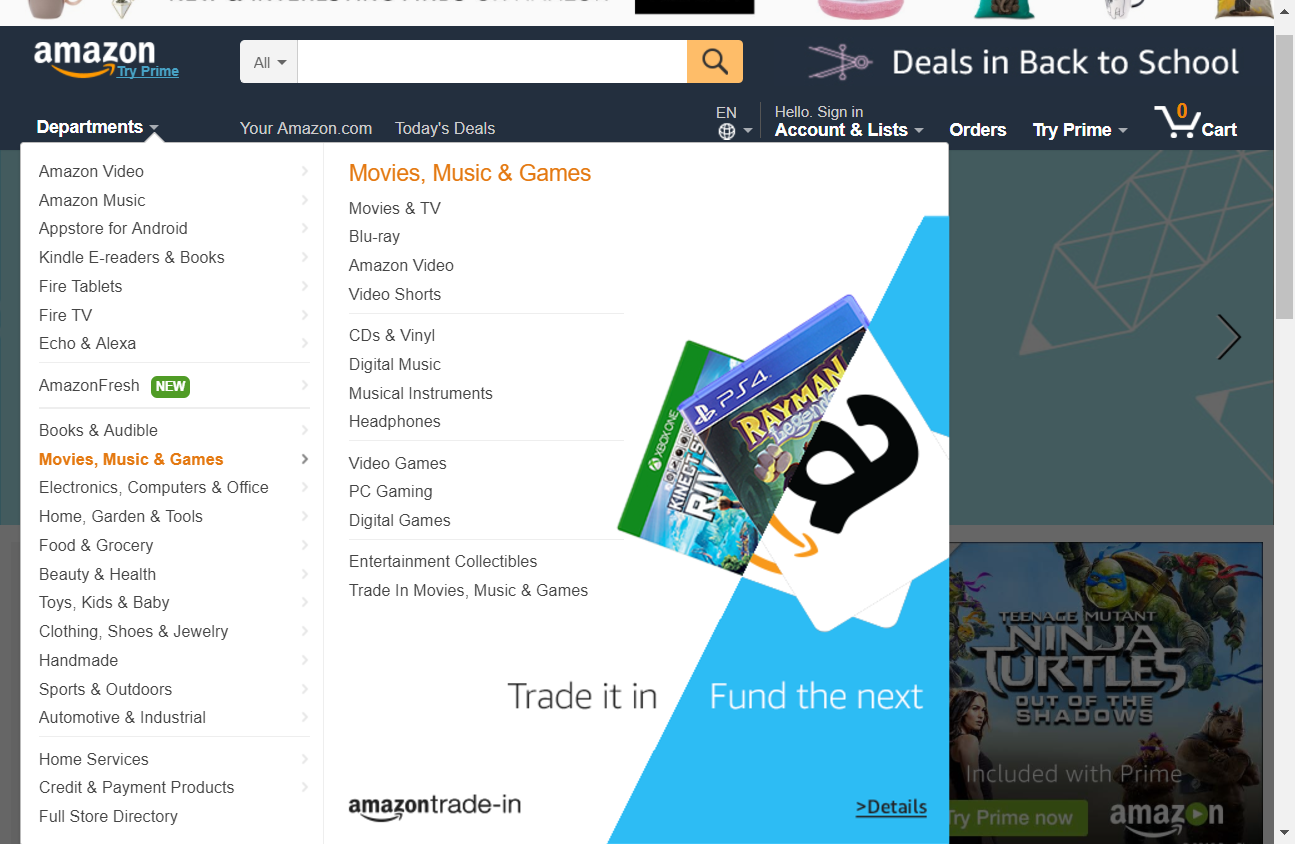 amazon
Try Prime
All
Deals in Back to School
Departments
Your Amazon.com
Today's Deals
EN
Hello. Sign in
Account & Lists
Orders
Try Prime
0
Cart
Amazon Video
Amazon Music
Appstore for Android
Kindle E-readers & Books
Fire Tablets
Fire TV
Echo & Alexa
AmazonFresh NEW
Books & Audible
Movies, Music & Games
Electronics, Computers & Office
Home, Garden & Tools
Food & Grocery
Beauty & Health
Toys, Kids & Baby
Clothing, Shoes & Jewelry
Handmade
Sports & Outdoors
Automotive & Industrial
Home Services
Credit & Payment Products
Full Store Directory
Movies, Music & Games
Movies & TV
Blu-ray
Amazon Video
Video Shorts
CDs & Vinyl
Digital Music
Musical Instruments
Headphones
Video Games
PC Gaming
Digital Games
Entertainment Collectibles
Trade In Movies, Music & Games
XBOX ONE
KINECT
PS4
RAYMAN
Legends
a
Trade it in
Fund the next
amazontrade-in
>Details
TEENAGE MUTANT
NINJA
TURTLES
OUT OF THE
SHADOWS
Included with Prime
Try Prime now
amazon